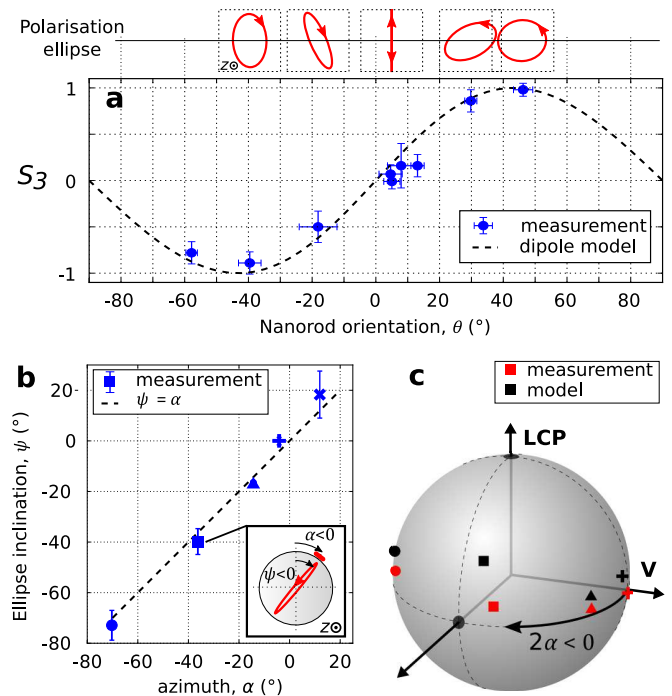 Polarisation
ellipse
z⊙
a
S3
1
0
-1
measurement
dipole model
-80 -60 -40 -20 0 20 40 60 80
Nanorod orientation, θ (°)
b
measurement
ψ = α
Ellipse inclination, ψ (°)
20
0
-20
-40
-60
-80
α<0
ψ<0
z⊙
-80 -60 -40 -20 0 20
azimuth, α (°)
c
measurement
model
LCP
V
2α<0